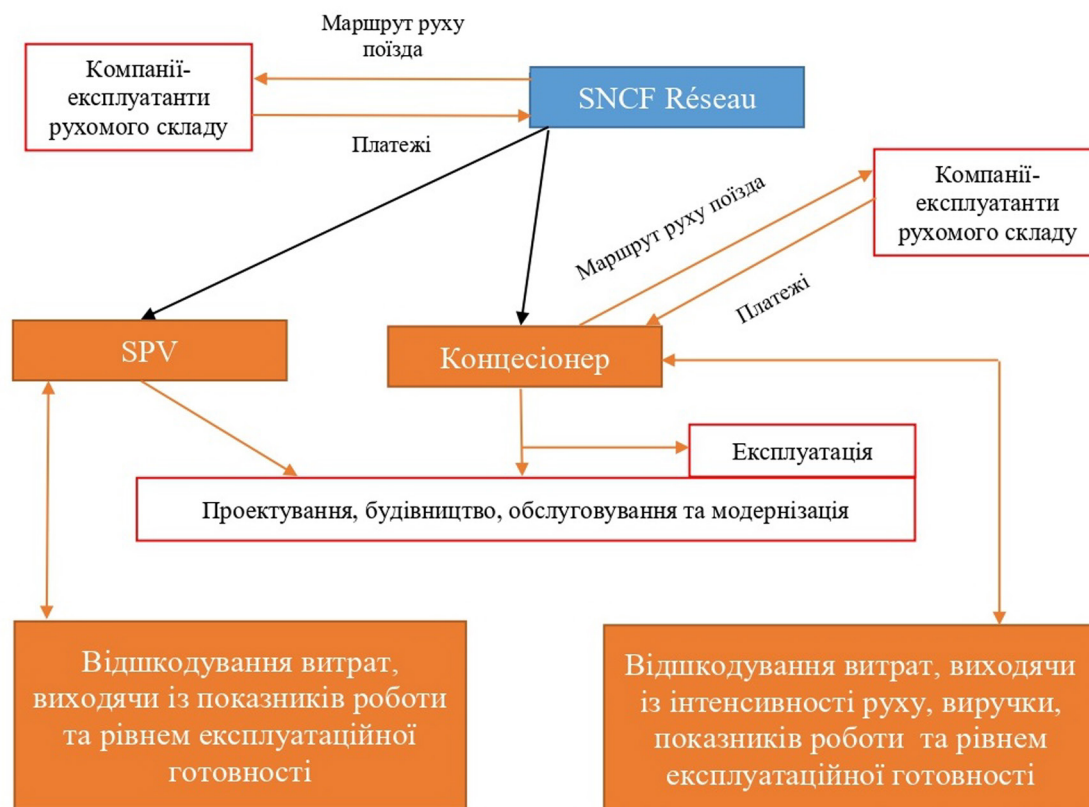 Маршрут руху
поїзда
Компанії-
експлуатанти
рухомого складу
SNCF Réseau
Платежі
Компанії-
експлуатанти
рухомого складу
Маршрут руху поїзда
Платежі
SPV
Концесіонер
Експлуатація
Проектування, будівництво, обслуговування та модернізація
Відшкодування витрат,
виходячи із показників роботи
та рівнем експлуатаційної
готовності
Відшкодування витрат, виходячи
із інтенсивності руху, виручки,
показників роботи та рівнем
експлуатаційної готовності